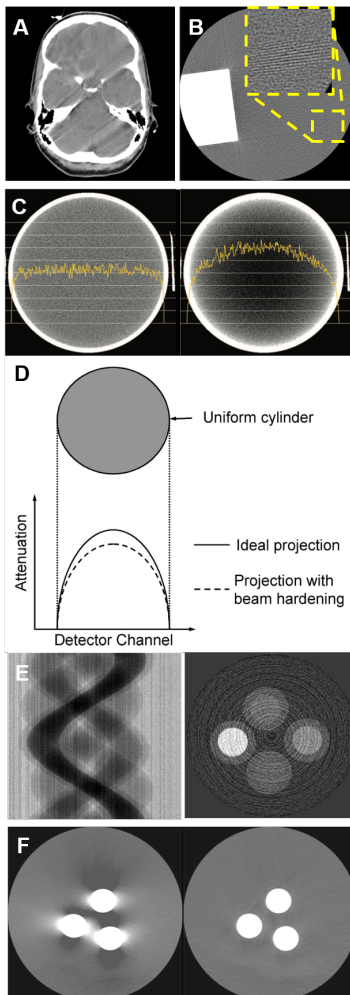 A
B
C
D
Uniform cylinder
Attenuation
Ideal projection
Projection with
beam hardening
Detector Channel
E
F